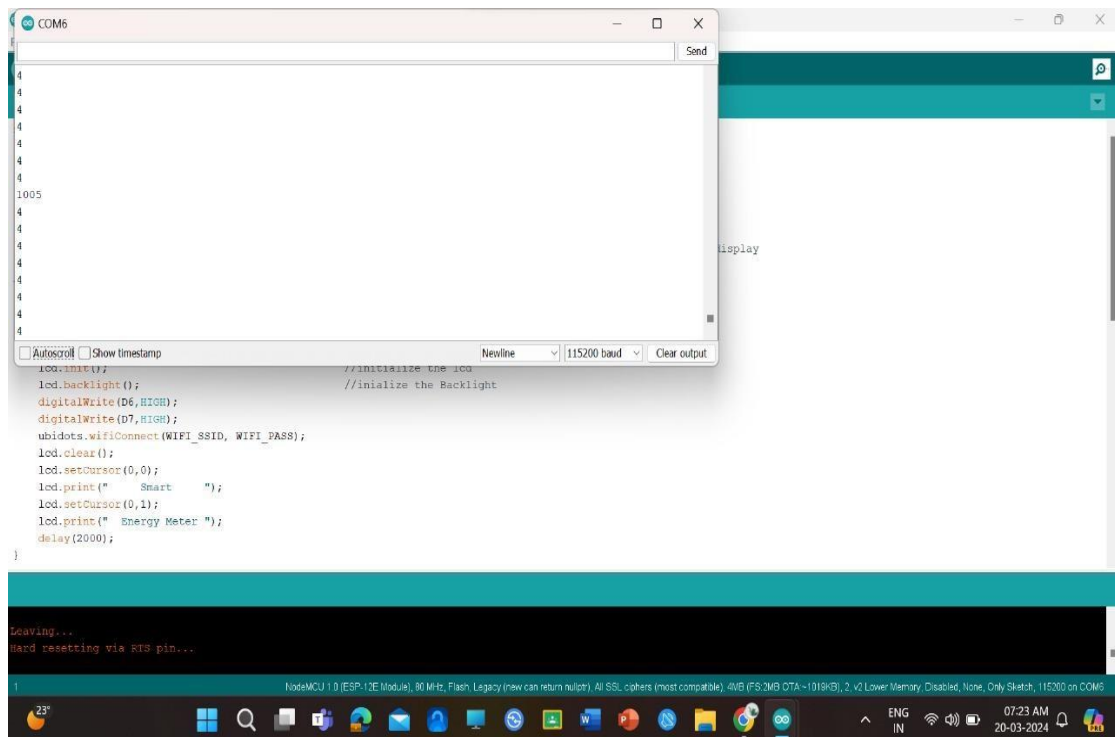 COM6
Send
4
4
4
4
4
4
4
1005
4
4
4
4
4
4
4
4
display
Autoscroll Show timestamp Newline 115200 baud Clear output
lcd.init(); //initialize the lcd
lcd.backlight(); //inialize the Backlight
digitalWrite(D6,HIGH);
digitalWrite(D7,HIGH);
ubidots.wifiConnect(WIFI_SSID, WIFI_PASS);
lcd.clear();
lcd.setCursor(0,0);
lcd.print("     Smart     ");
lcd.setCursor(0,1);
lcd.print("  Energy Meter ");
delay(2000);
}
Leaving...
Hard resetting via RTS pin...
1 NodeMCU 1.0 (ESP-12E Module), 80 MHz, Flash, Legacy (new can return nullptr), All SSL ciphers (most compatible), 4MB (FS:2MB OTA:~1019KB), 2, v2 Lower Memory, Disabled, None, Only Sketch, 115200 on COM6
23°
ENG
IN
07:23 AM
20-03-2024